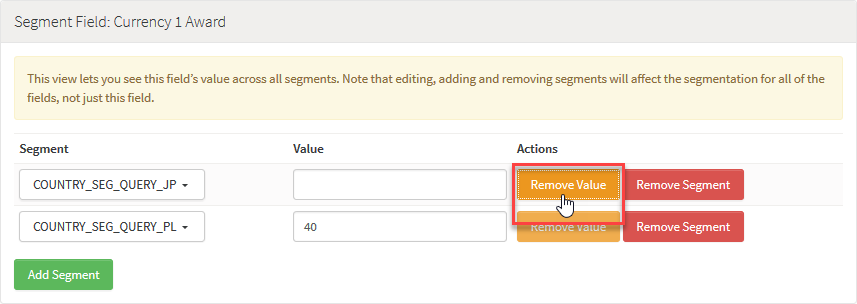 Segment Field: Currency 1 Award
This view lets you see this field's value across all segments. Note that editing, adding and removing segments will affect the segmentation for all of the
fields, not just this field.
Segment Value Actions
COUNTRY_SEG_QUERY_JP Remove Value Remove Segment
COUNTRY_SEG_QUERY_PL 40 Remove Value Remove Segment
Add Segment